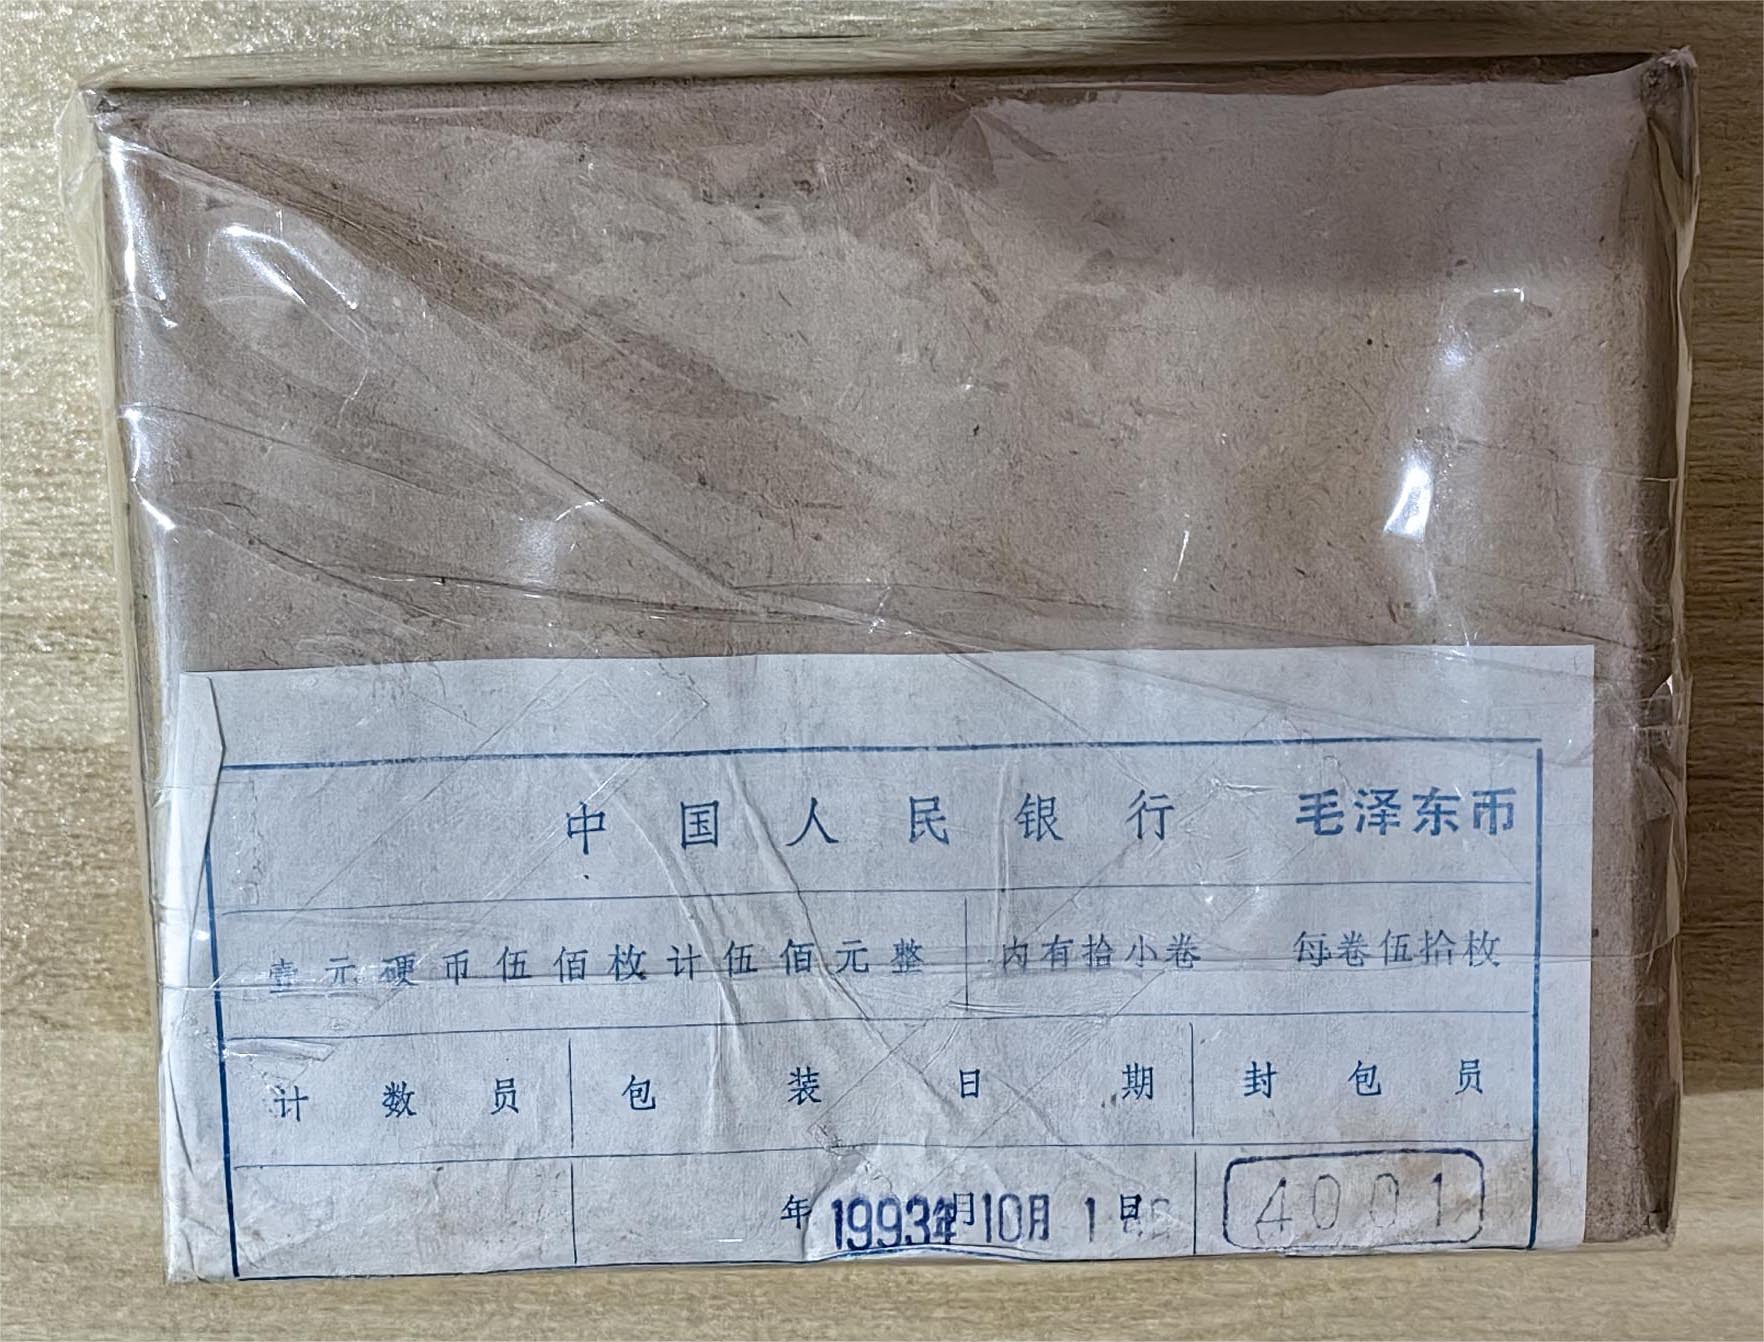 中国人民银行 毛泽东币
壹元硬币伍佰枚计伍佰元整 内有拾小卷 每卷伍拾枚
计数员 包装日期 封包员
年 1993年 月 10月 1日 4001